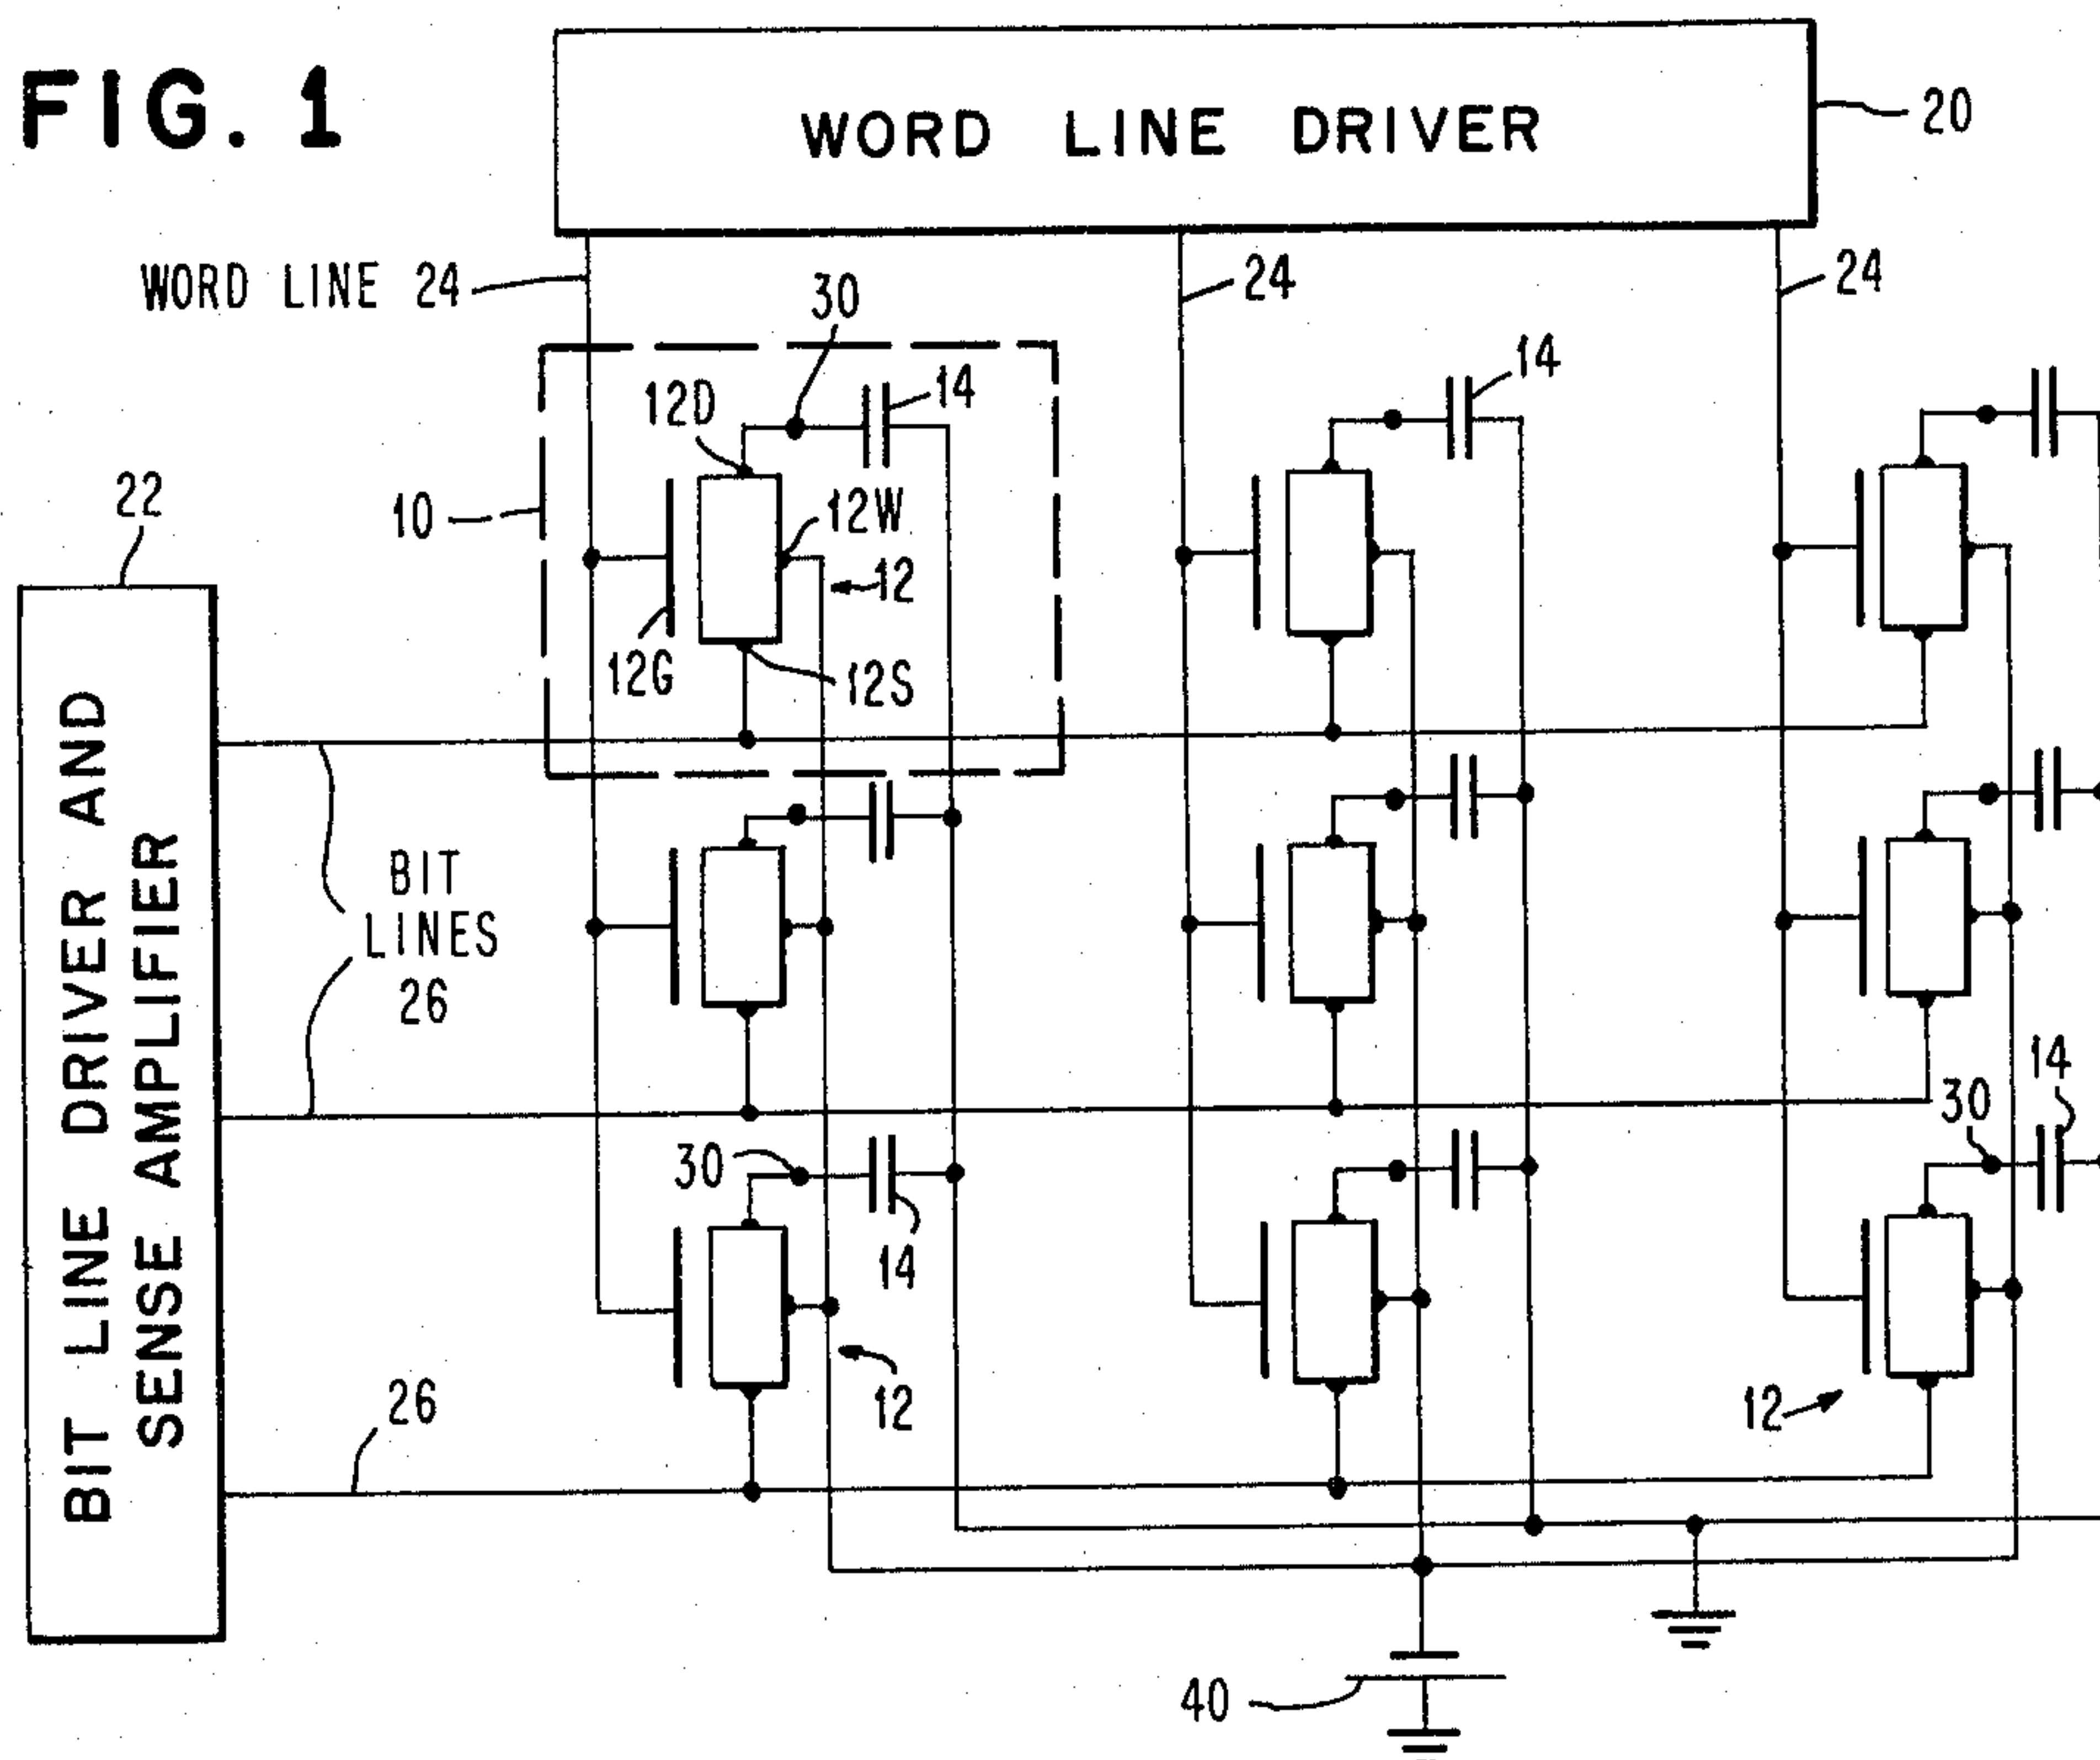 FIG. 1
WORD LINE DRIVER
20
WORD LINE 24
24
24
30
14
14
12D
10
12W
12
12G
12S
22
BIT LINE DRIVER AND
SENSE AMPLIFIER
BIT
LINES
26
30
14
30
14
12
12
26
40